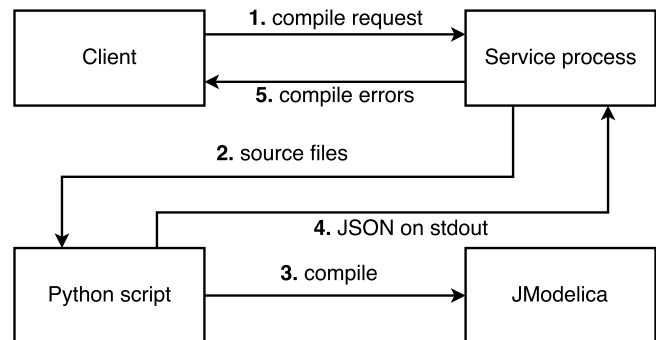 1. compile request
Client
Service process
5. compile errors
2. source files
4. JSON on stdout
3. compile
Python script
JModelica